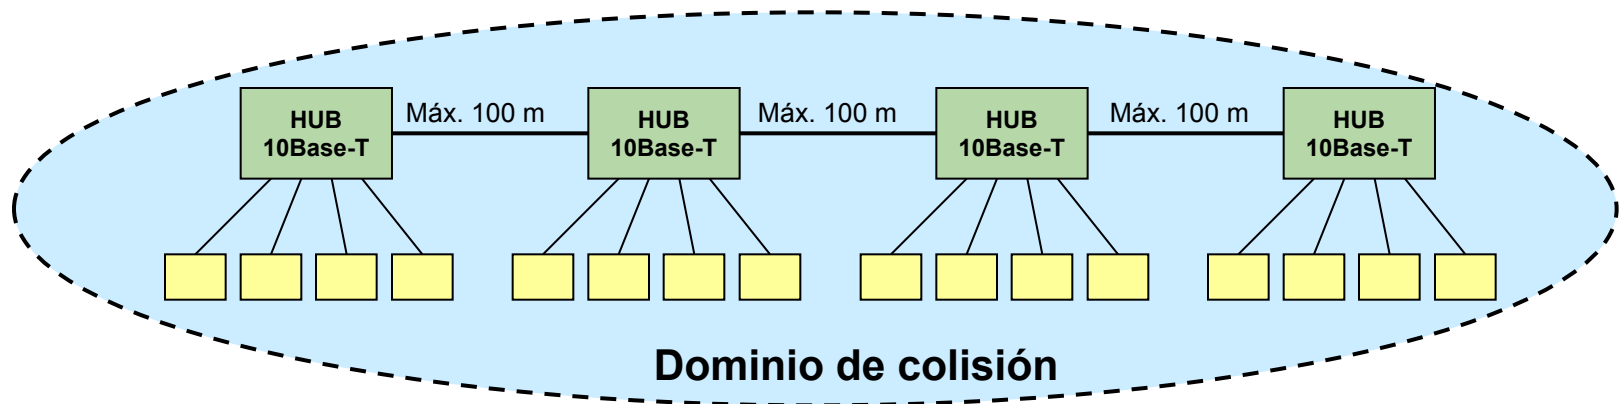 HUB
10Base-T
Máx. 100 m
HUB
10Base-T
Máx. 100 m
HUB
10Base-T
Máx. 100 m
HUB
10Base-T
Dominio de colisión